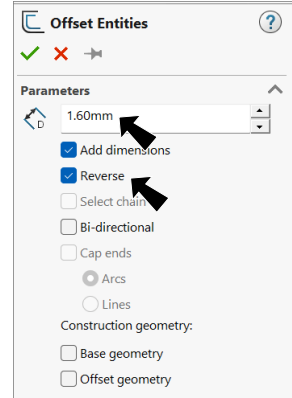 Offset Entities
?
Parameters
D
1.60mm
Add dimensions
Reverse
Select chain
Bi-directional
Cap ends
Arcs
Lines
Construction geometry:
Base geometry
Offset geometry